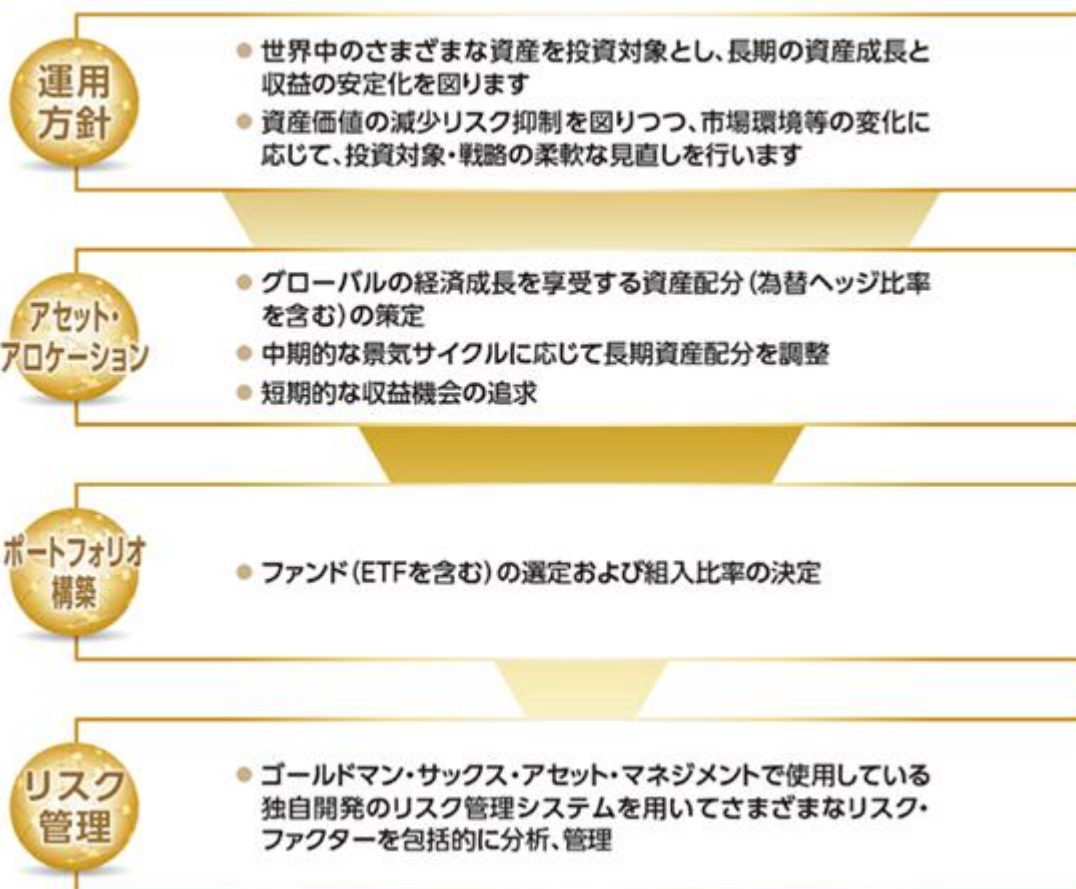 運用
方針
● 世界中のさまざまな資産を投資対象とし、長期の資産成長と
収益の安定化を図ります
● 資産価値の減少リスク抑制を図りつつ、市場環境等の変化に
応じて、投資対象・戦略の柔軟な見直しを行います
アセット・
アロケーション
● グローバルの経済成長を享受する資産配分(為替ヘッジ比率
を含む)の策定
● 中期的な景気サイクルに応じて長期資産配分を調整
● 短期的な収益機会の追求
ポートフォリオ
構築
● ファンド(ETFを含む)の選定および組入比率の決定
リスク
管理
● ゴールドマン・サックス・アセット・マネジメントで使用している
独自開発のリスク管理システムを用いてさまざまなリスク・
ファクターを包括的に分析、管理